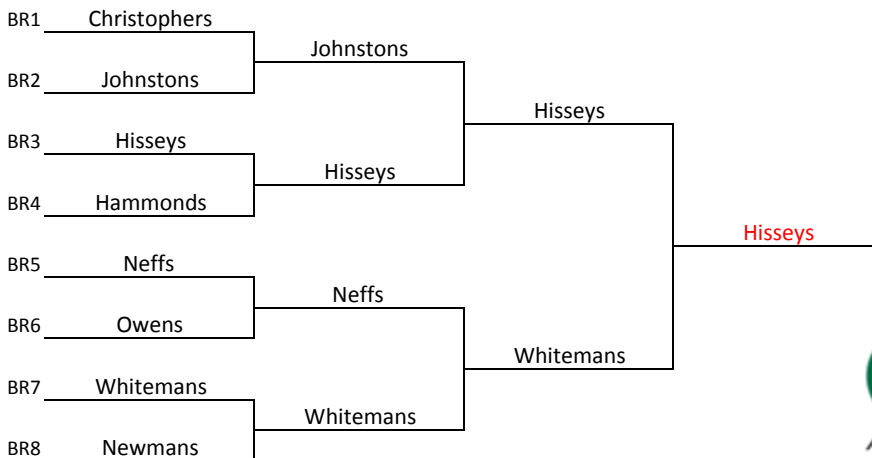 BR1 Christophers
Johnstons
BR2 Johnstons
Hisseys
BR3 Hisseys
Hisseys
BR4 Hammonds
Hisseys
BR5 Neffs
Neffs
BR6 Owens
Whitemans
BR7 Whitemans
Whitemans
BR8 Newmans